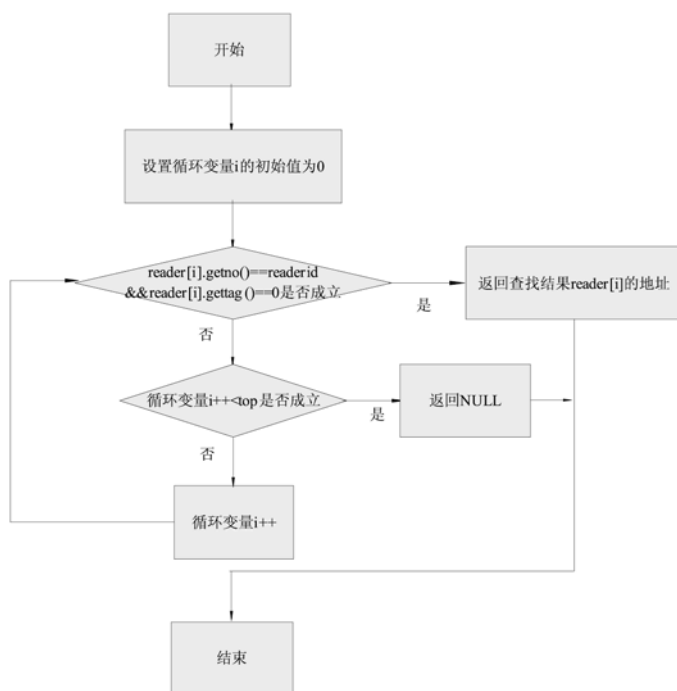 开始
设置循环变量i的初始值为0
reader[i].getno()==readerid
&&reader[i].gettag()==0是否成立
是
返回查找结果reader[i]的地址
否
循环变量i++<top是否成立
是
返回NULL
否
循环变量i++
结束